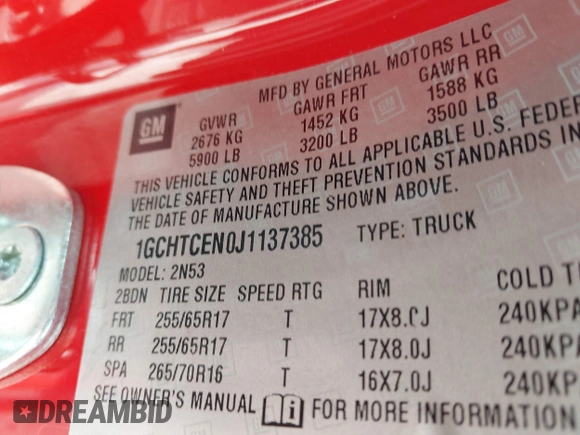 MFD BY GENERAL MOTORS LLC
GM
GVWR GAWR FRT GAWR RR
2676 KG 1452 KG 1588 KG
5900 LB 3200 LB 3500 LB
THIS VEHICLE CONFORMS TO ALL APPLICABLE U.S. FEDER
VEHICLE SAFETY AND THEFT PREVENTION STANDARDS IN
THE DATE OF MANUFACTURE SHOWN ABOVE.
1GCHTCEN0J1137385 TYPE: TRUCK
MODEL: 2N53
2BDN TIRE SIZE SPEED RTG RIM COLD T
FRT 255/65R17 T 17X8.0J 240KPA
RR 255/65R17 T 17X8.0J 240KPA
SPA 265/70R16 T 16X7.0J 240KPA
SEE OWNER'S MANUAL i FOR MORE INFORMATION
DREAMBID